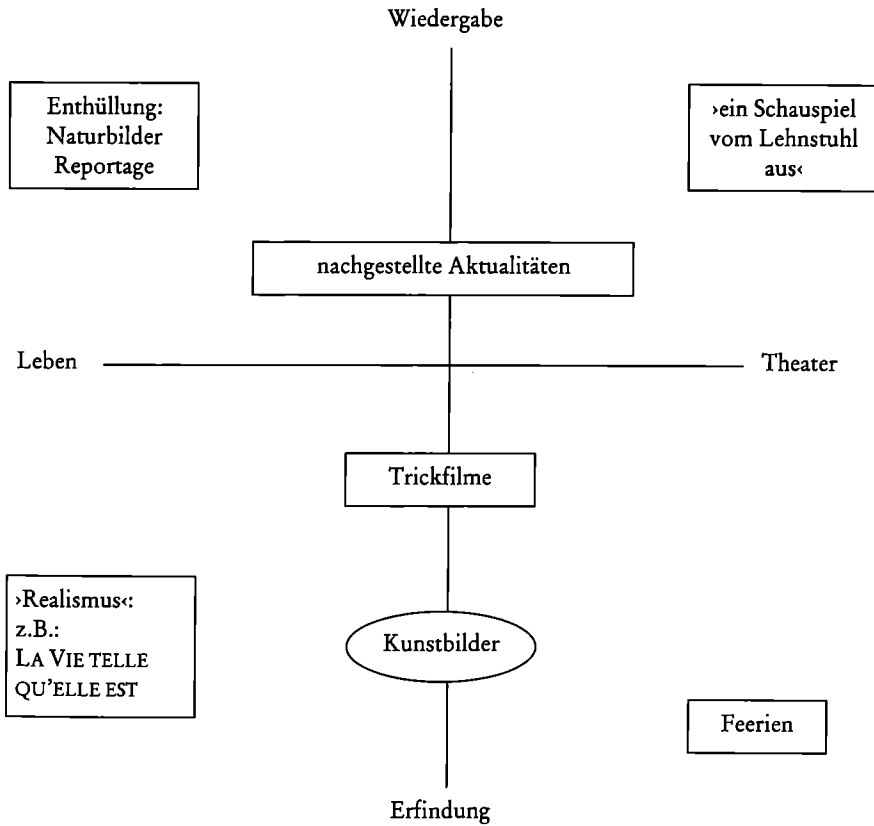 Wiedergabe
Enthüllung:
Naturbilder
Reportage
›ein Schauspiel
vom Lehnstuhl
aus‹
nachgestellte Aktualitäten
Leben
Theater
Trickfilme
›Realismus‹:
z.B.:
LA VIE TELLE
QU'ELLE EST
Kunstbilder
Feerien
Erfindung